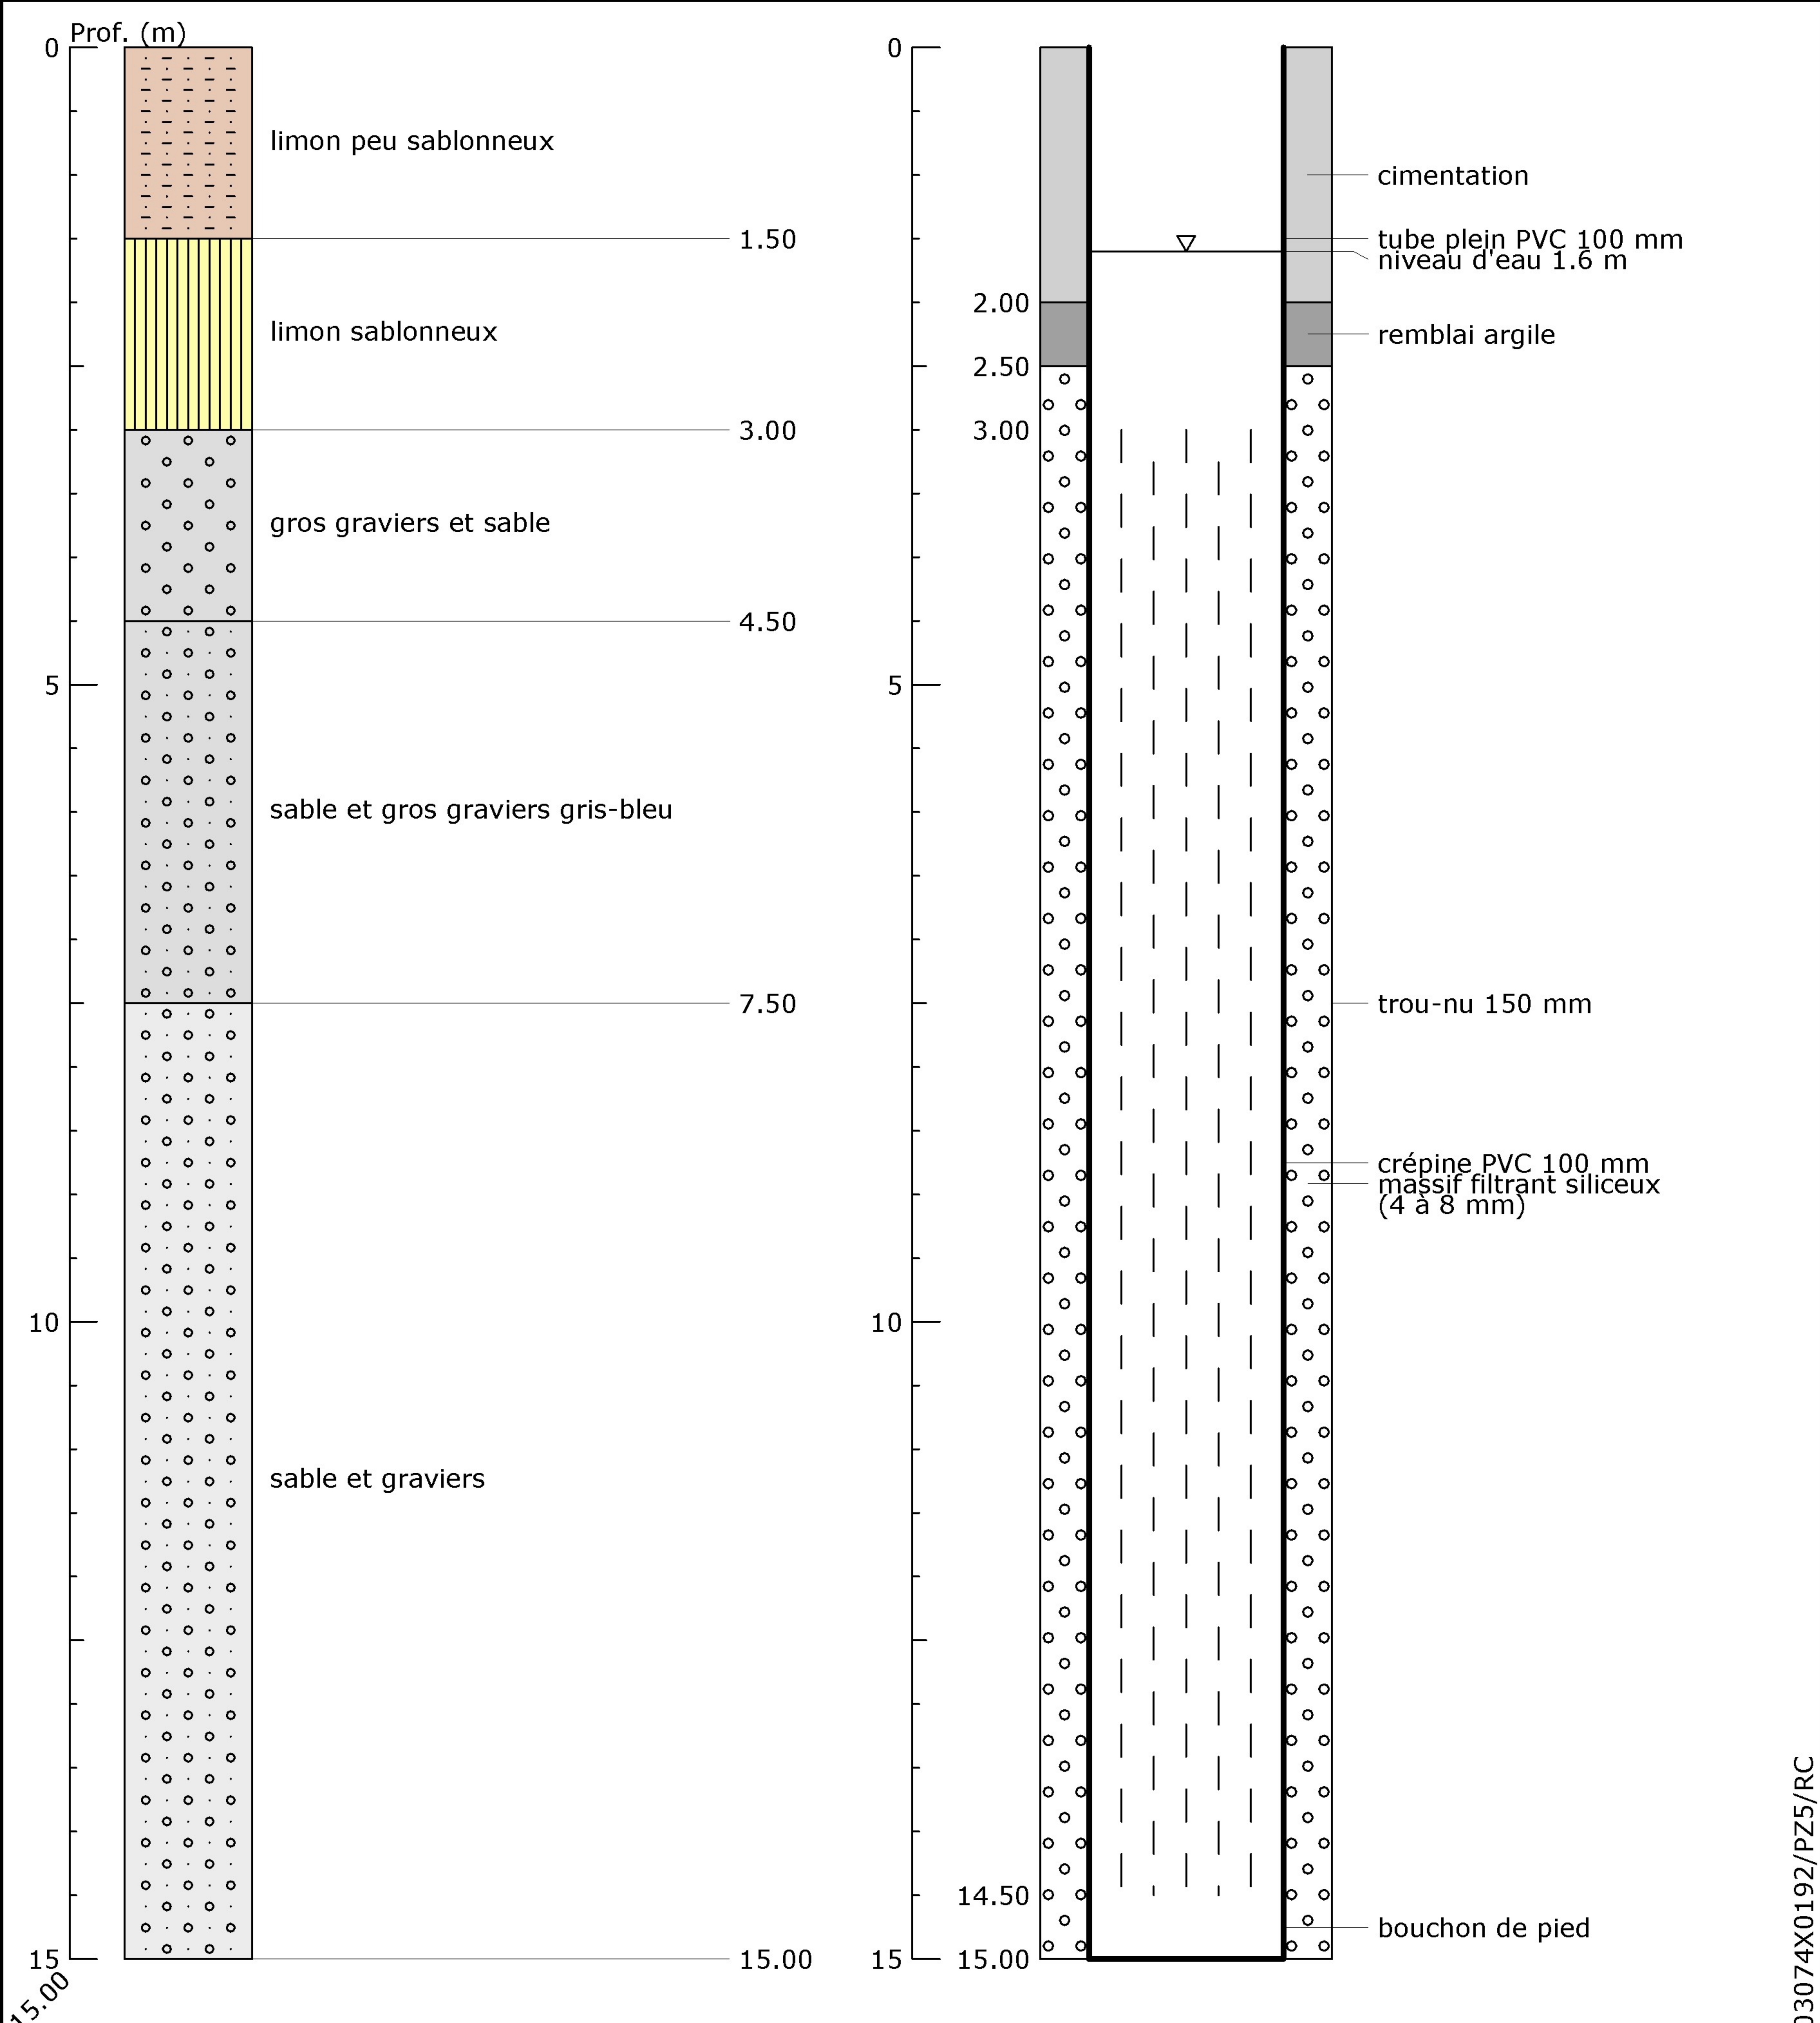 Prof. (m)
0
limon peu sablonneux
1.50
limon sablonneux
3.00
gros graviers et sable
4.50
5
sable et gros graviers gris-bleu
7.50
10
sable et graviers
15
15.00
15.00
0
cimentation
tube plein PVC 100 mm
niveau d'eau 1.6 m
2.00
remblai argile
2.50
3.00
5
trou-nu 150 mm
crépine PVC 100 mm
massif filtrant siliceux
(4 à 8 mm)
10
14.50
bouchon de pied
15
15.00
03074X0192/PZ5/RC